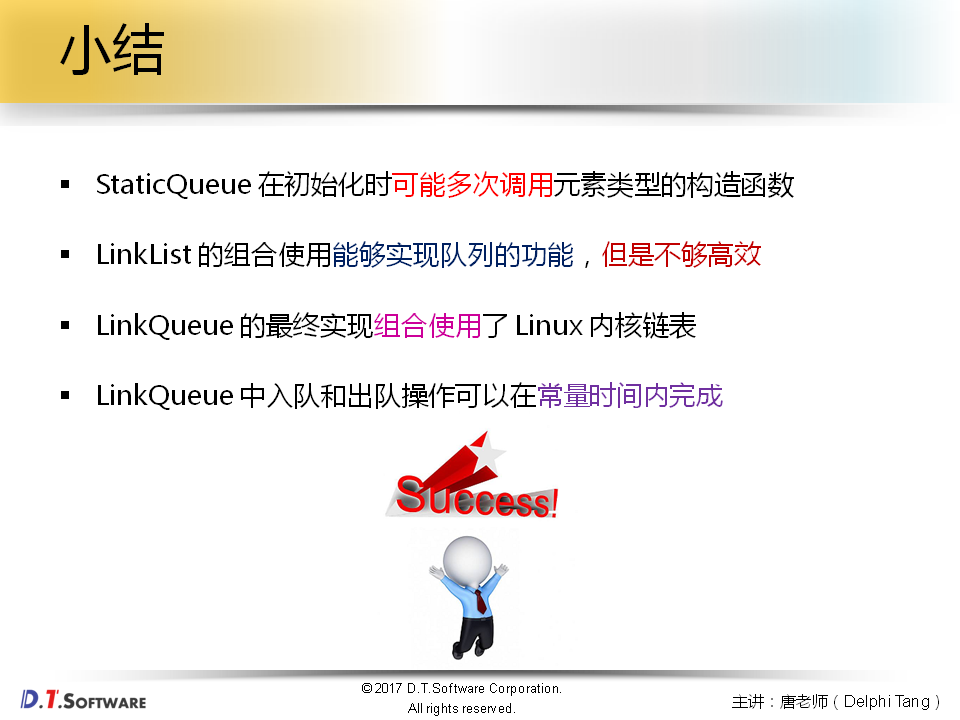 小结
▪ StaticQueue 在初始化时可能多次调用元素类型的构造函数
▪ LinkList 的组合使用能够实现队列的功能，但是不够高效
▪ LinkQueue 的最终实现组合使用了 Linux 内核链表
▪ LinkQueue 中入队和出队操作可以在常量时间内完成
Success!
D.T.SOFTWARE
©2017 D.T.Software Corporation.
All rights reserved.
主讲：唐老师（Delphi Tang）